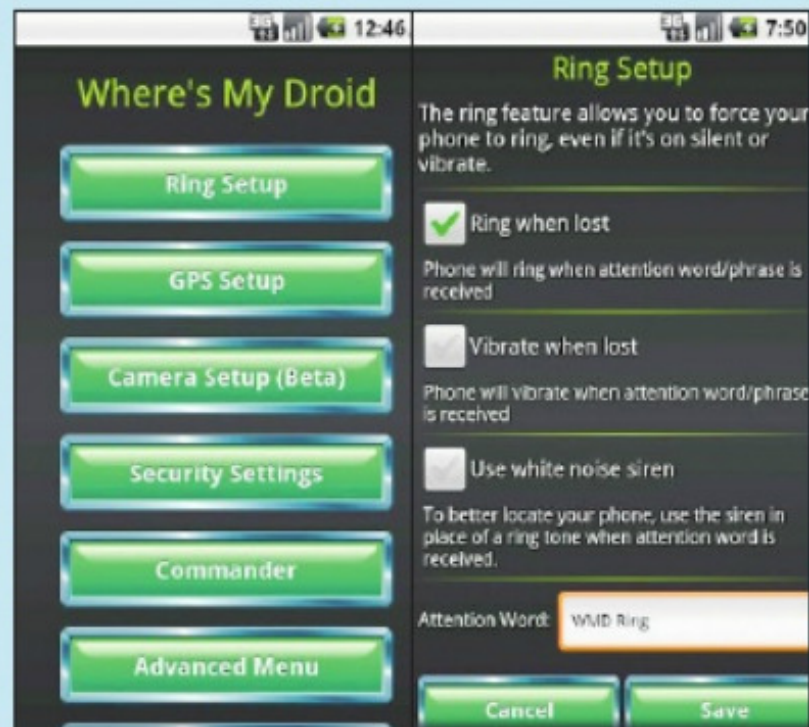 3G 12:46
Where's My Droid
Ring Setup
GPS Setup
Camera Setup (Beta)
Security Settings
Commander
Advanced Menu
3G 7:50
Ring Setup
The ring feature allows you to force your
phone to ring, even if it's on silent or
vibrate.
Ring when lost
Phone will ring when attention word/phrase is
received
Vibrate when lost
Phone will vibrate when attention word/phrase
is received
Use white noise siren
To better locate your phone, use the siren in
place of a ring tone when attention word is
received.
Attention Word: WMD Ring
Cancel Save